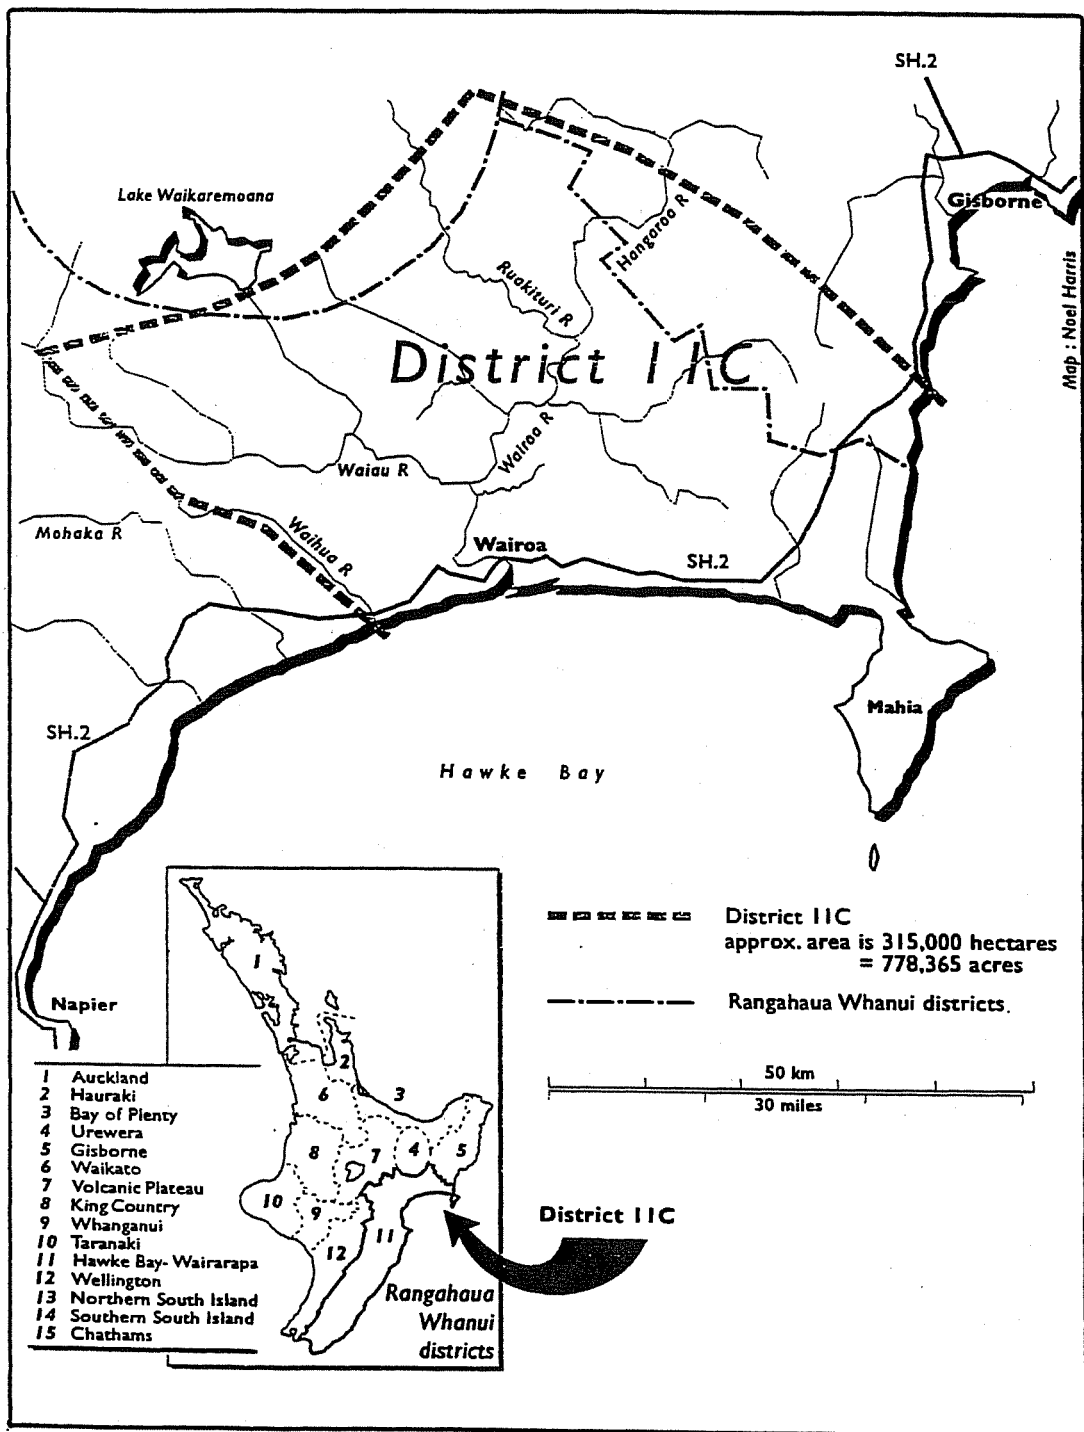 SH.2
Lake Waikaremoana
Gisborne
Hangaroa R
Ruakituri R
Map : Noel Harris
District 11C
Wairoa R
Waiau R
Mohaka R
Waihua R
Wairoa
SH.2
Mahia
SH.2
Hawke Bay
Napier
District 11C
approx. area is 315,000 hectares
= 778,365 acres
Rangahaua Whanui districts.
50 km
30 miles
1 Auckland
2 Hauraki
3 Bay of Plenty
4 Urewera
5 Gisborne
6 Waikato
7 Volcanic Plateau
8 King Country
9 Whanganui
10 Taranaki
11 Hawke Bay-Wairarapa
12 Wellington
13 Northern South Island
14 Southern South Island
15 Chathams
1
2
3
6
8
7
4
5
10
9
11
12
Rangahaua
Whanui
districts
District 11C